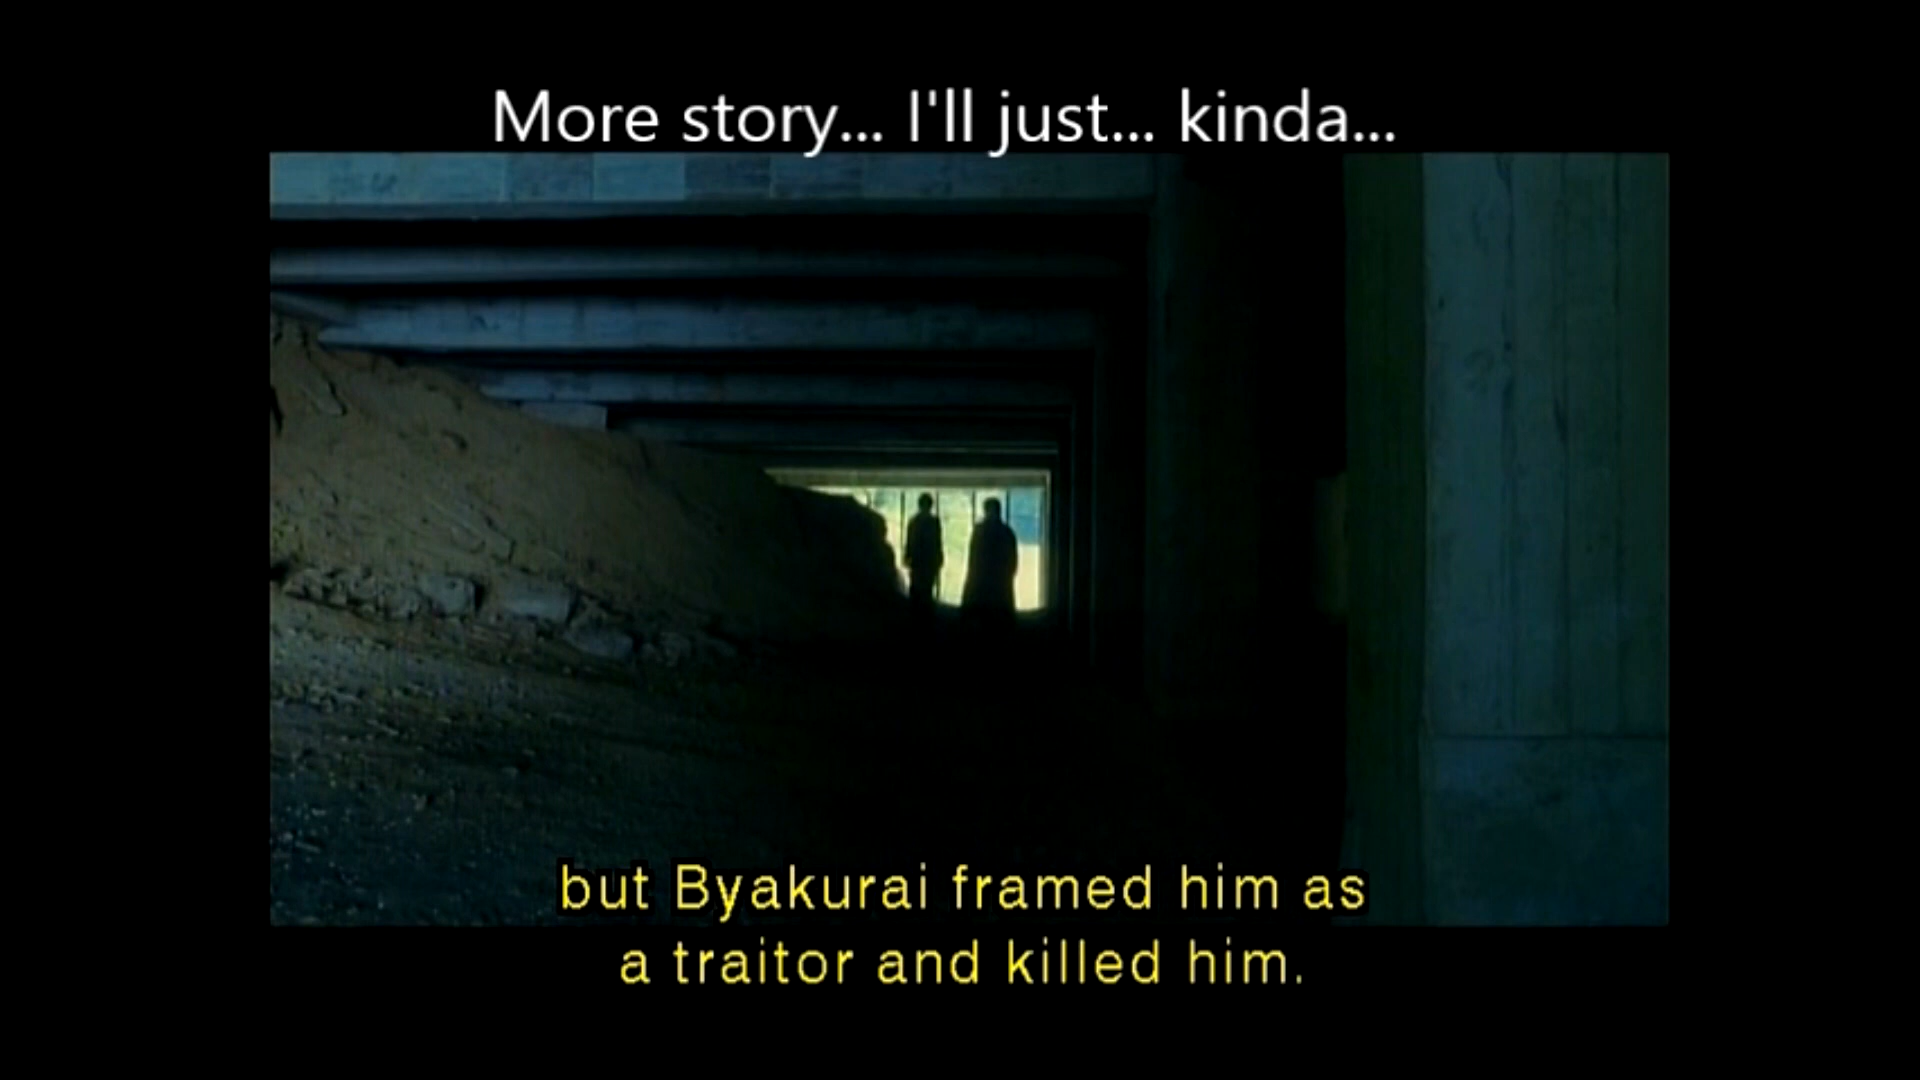 More story... I'll just... kinda...
but Byakurai framed him as
a traitor and killed him.